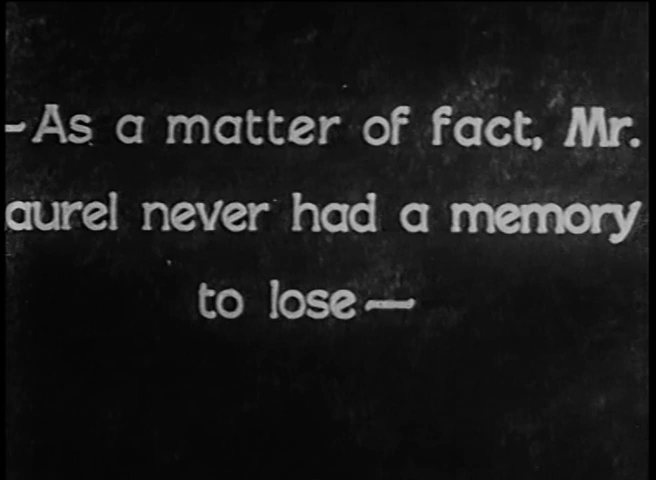 -As a matter of fact, Mr.
aurel never had a memory
to lose—